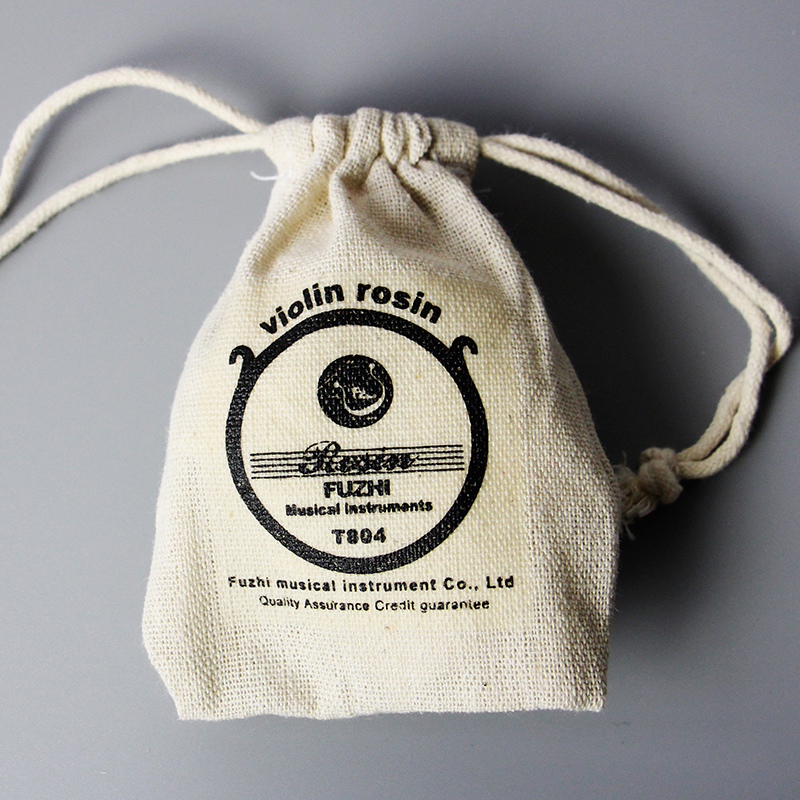 violin rosin
Rosin
FUZHI
Musical Instruments
T804
Fuzhi musical instrument Co., Ltd
Quality Assurance Credit guarantee